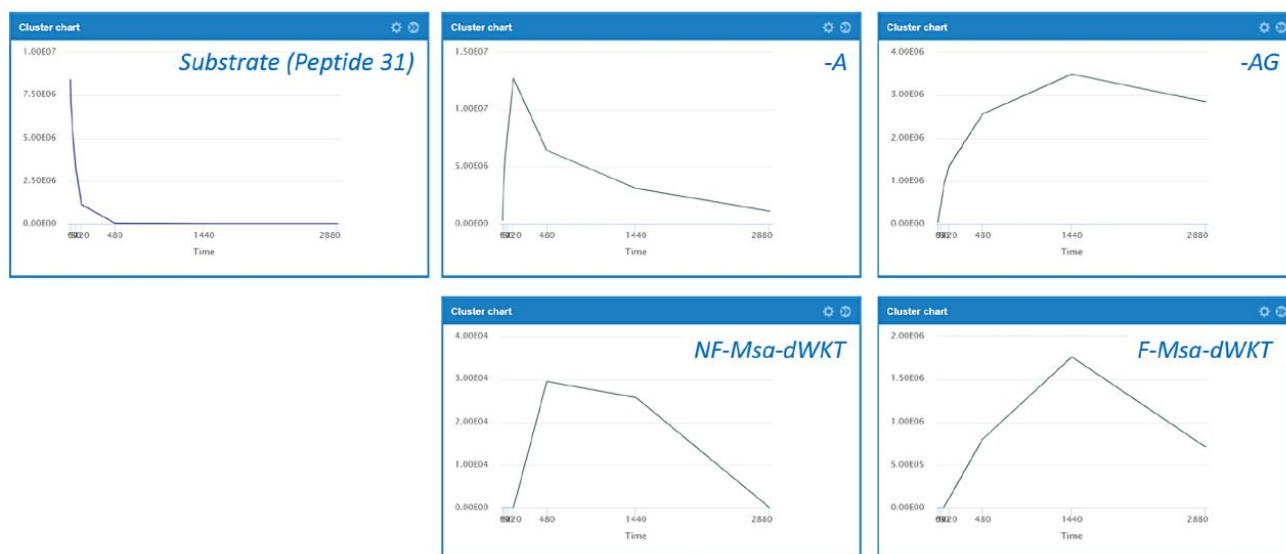 Cluster chart
Substrate (Peptide 31)
1.00E07
7.50E06
5.00E06
2.50E06
0.00E00
480
1440
2880
Time
Cluster chart
-A
1.50E07
1.00E07
5.00E06
0.00E00
480
1440
2880
Time
Cluster chart
-AG
4.00E06
3.00E06
2.00E06
1.00E06
0.00E00
480
1440
2880
Time
Cluster chart
NF-Msa-dWKT
4.00E04
3.00E04
2.00E04
1.00E04
0.00E00
480
1440
2880
Time
Cluster chart
F-Msa-dWKT
2.00E06
1.50E06
1.00E06
5.00E05
0.00E00
480
1440
2880
Time